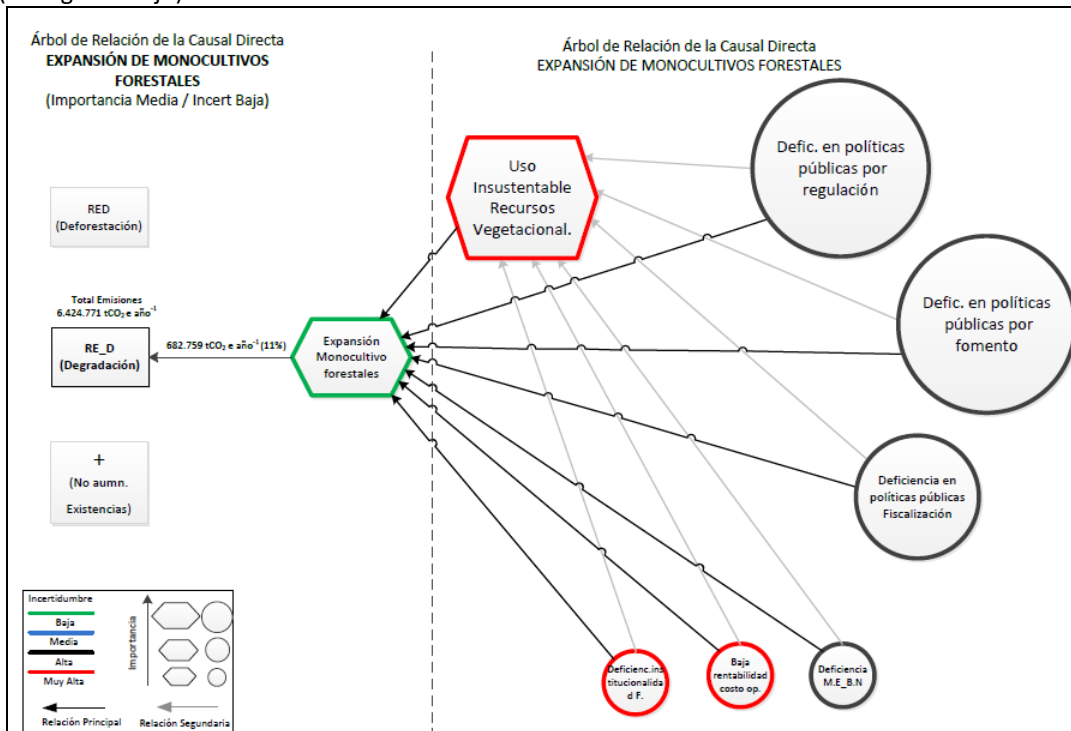 Árbol de Relación de la Causal Directa
EXPANSIÓN DE MONOCULTIVOS
FORESTALES
(Importancia Media / Incert Baja)
Árbol de Relación de la Causal Directa
EXPANSIÓN DE MONOCULTIVOS FORESTALES
Uso
Insustentable
Recursos
Vegetacional.
Defic. en políticas
públicas por
regulación
RED
(Deforestación)
Total Emisiones
6.424.771 tCO₂ e año⁻¹
RE_D
(Degradación)
682.759 tCO₂ e año⁻¹ (11%)
Expansión
Monocultivo
forestales
Defic. en políticas
públicas por
fomento
+
(No aumn.
Existencias)
Deficiencia en
políticas públicas
Fiscalización
Deficienc.ins
titucionalida
d F.
Baja
rentabilidad
costo op.
Deficiencia
M.E_B.N
Incertidumbre
Baja
Media
Alta
Muy Alta
Importancia
Relación Principal
Relación Segundaria